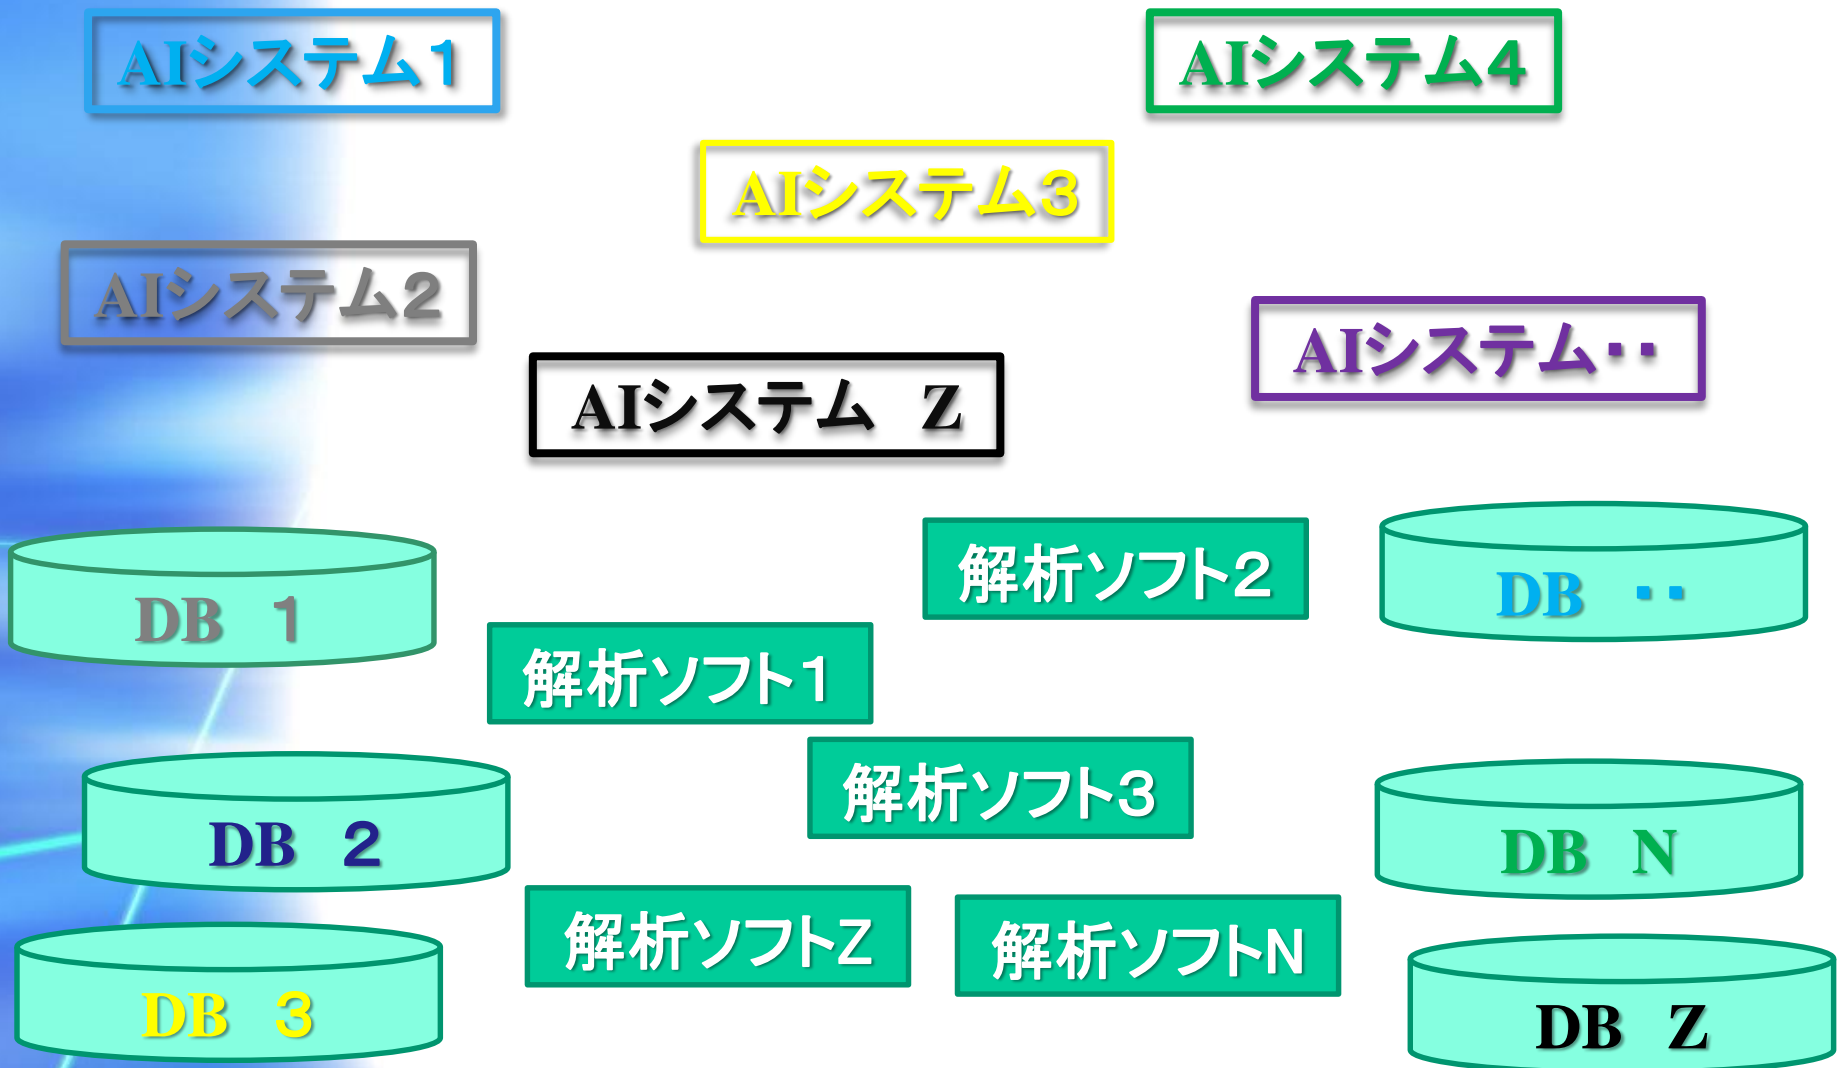 AIシステム１
AIシステム４
AIシステム３
AIシステム２
AIシステム・・
AIシステム　Z
解析ソフト２
DB　・・
DB　１
解析ソフト１
解析ソフト３
DB　２
DB　N
解析ソフトZ
解析ソフトN
DB　３
DB　Z